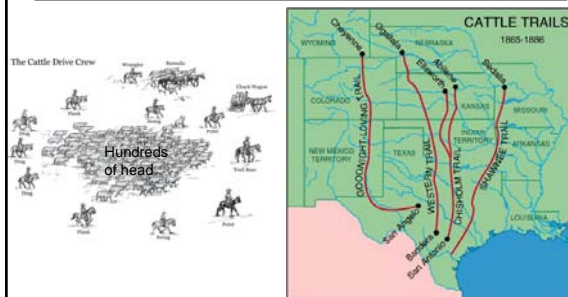 The Cattle Drive Crew
Wrangler
Remuda
Chuck Wagon
Flank
Point
Drag
Drag
Drag
Trail Boss
Flank
Swing
Point
Hundreds
of head
CATTLE TRAILS
1865-1886
Cheyenne
Ogallala
Ellsworth
Abilene
Sedalia
WYOMING
NEBRASKA
COLORADO
KANSAS
MISSOURI
GOODNIGHT-LOVING TRAIL
WESTERN TRAIL
CHISHOLM TRAIL
SHAWNEE TRAIL
NEW MEXICO
TERRITORY
INDIAN
TERRITORY
ARKANSAS
TEXAS
LOUISIANA
San Angelo
Bandera
San Antonio